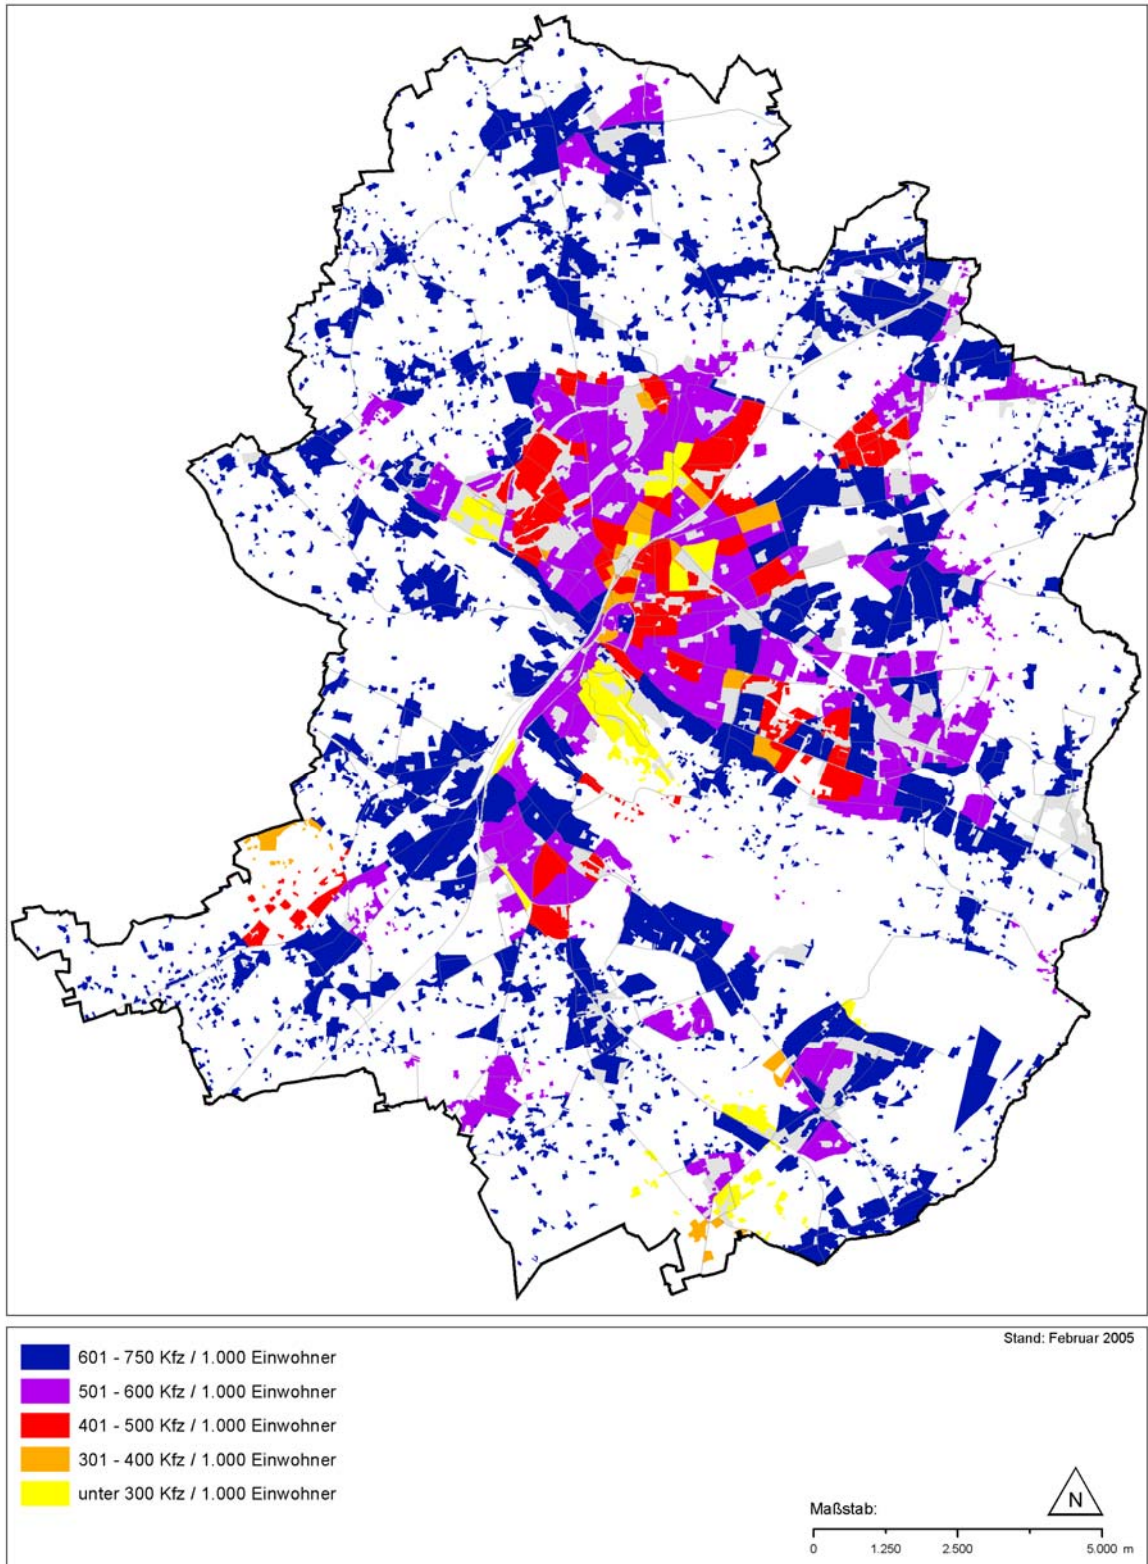 Stand: Februar 2005
601 - 750 Kfz / 1.000 Einwohner
501 - 600 Kfz / 1.000 Einwohner
401 - 500 Kfz / 1.000 Einwohner
301 - 400 Kfz / 1.000 Einwohner
unter 300 Kfz / 1.000 Einwohner
N
Maßstab:
0 1.250 2.500 5.000 m